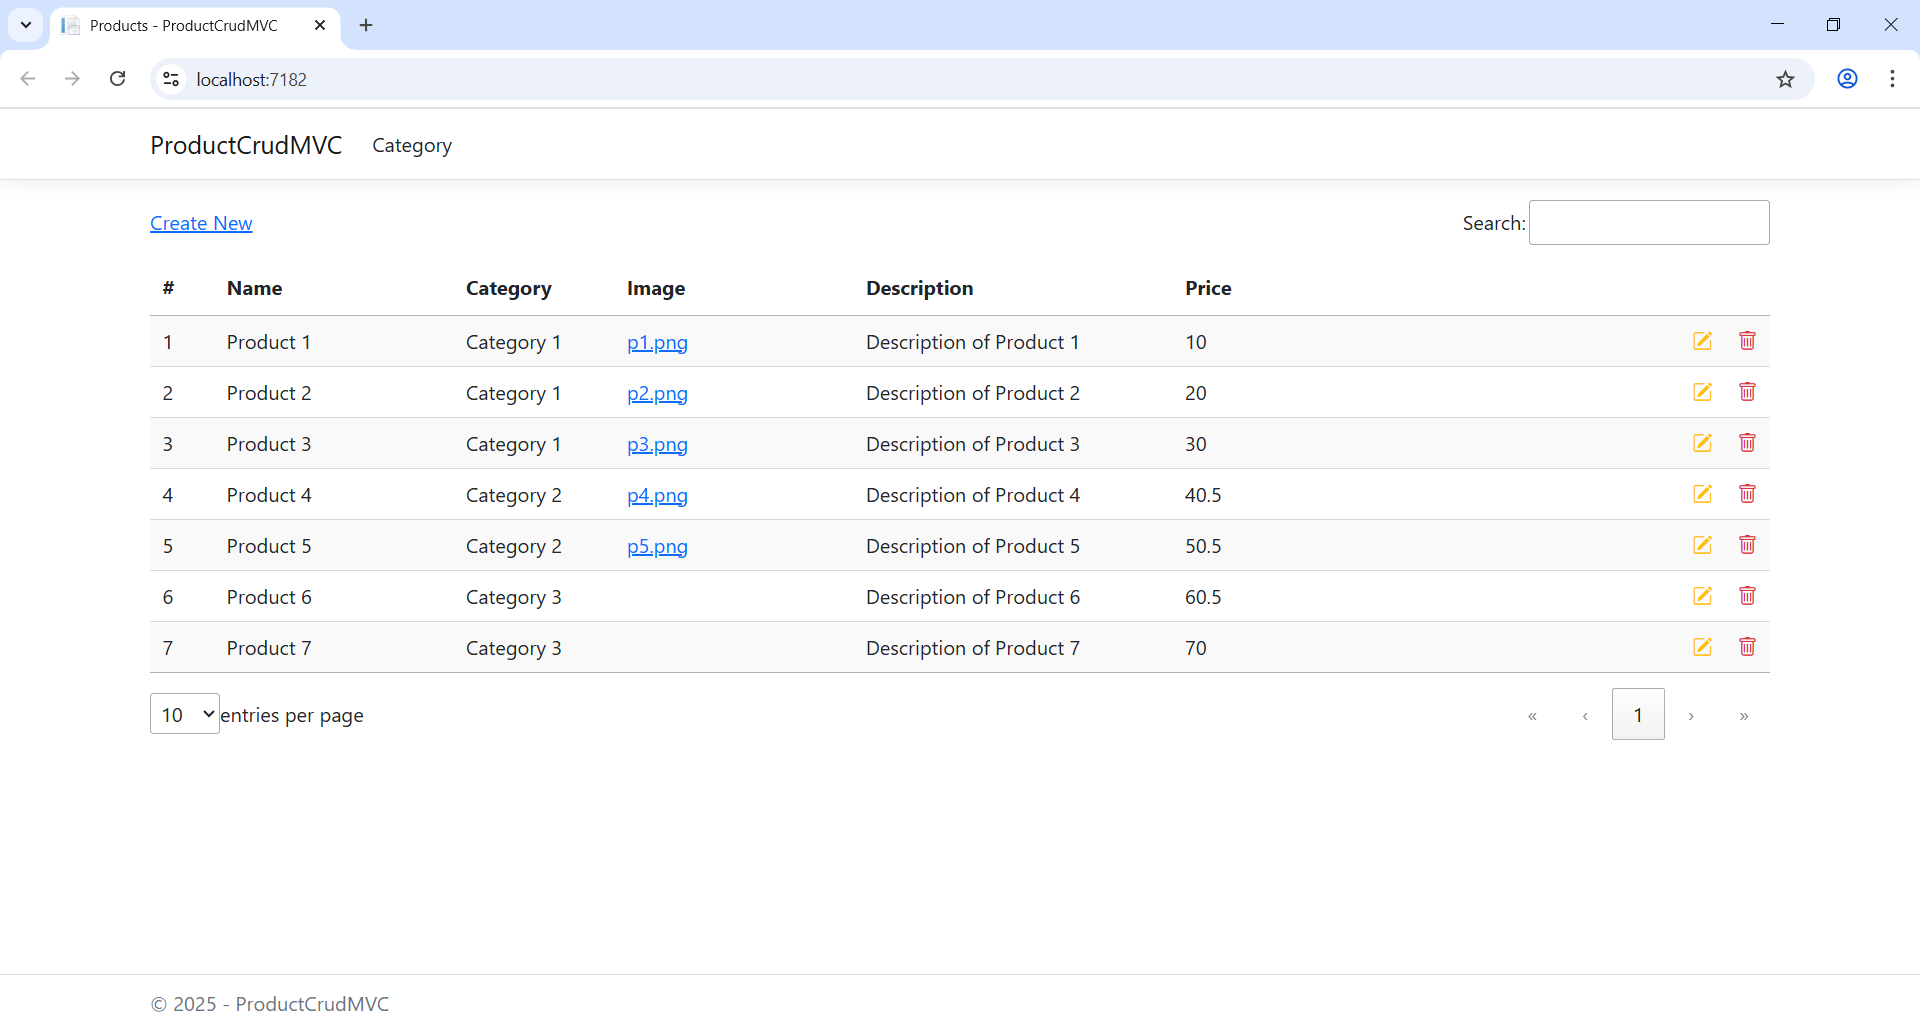 Products - ProductCrudMVC
localhost:7182
ProductCrudMVC Category
Create New Search:
# Name Category Image Description Price
1 Product 1 Category 1 p1.png Description of Product 1 10
2 Product 2 Category 1 p2.png Description of Product 2 20
3 Product 3 Category 1 p3.png Description of Product 3 30
4 Product 4 Category 2 p4.png Description of Product 4 40.5
5 Product 5 Category 2 p5.png Description of Product 5 50.5
6 Product 6 Category 3 Description of Product 6 60.5
7 Product 7 Category 3 Description of Product 7 70
10 entries per page « ‹ 1 › »
© 2025 - ProductCrudMVC